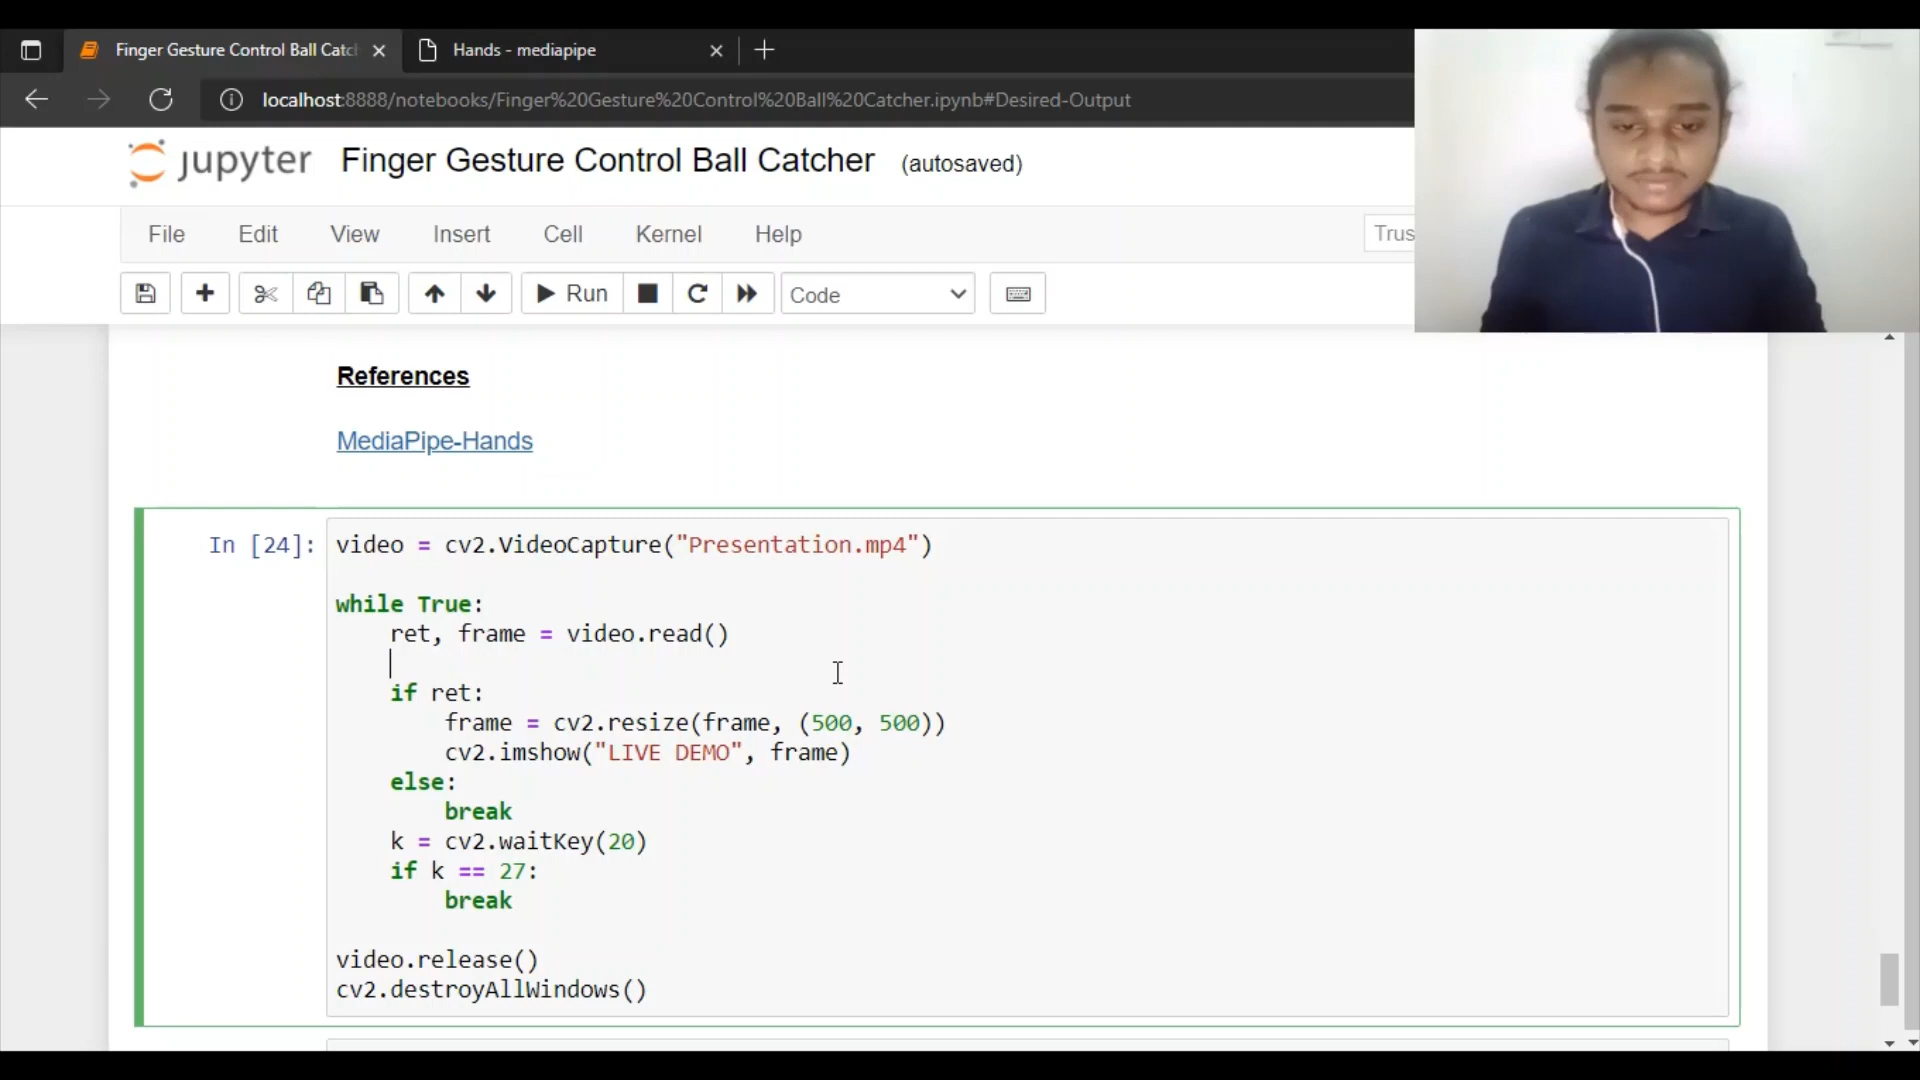 Finger Gesture Control Ball Catc
Hands - mediapipe
localhost:8888/notebooks/Finger%20Gesture%20Control%20Ball%20Catcher.ipynb#Desired-Output
jupyter Finger Gesture Control Ball Catcher (autosaved)
File Edit View Insert Cell Kernel Help Trus
Run Code
References
MediaPipe-Hands
In [24]: video = cv2.VideoCapture("Presentation.mp4")
while True:
ret, frame = video.read()
if ret:
frame = cv2.resize(frame, (500, 500))
cv2.imshow("LIVE DEMO", frame)
else:
break
k = cv2.waitKey(20)
if k == 27:
break
video.release()
cv2.destroyAllWindows()